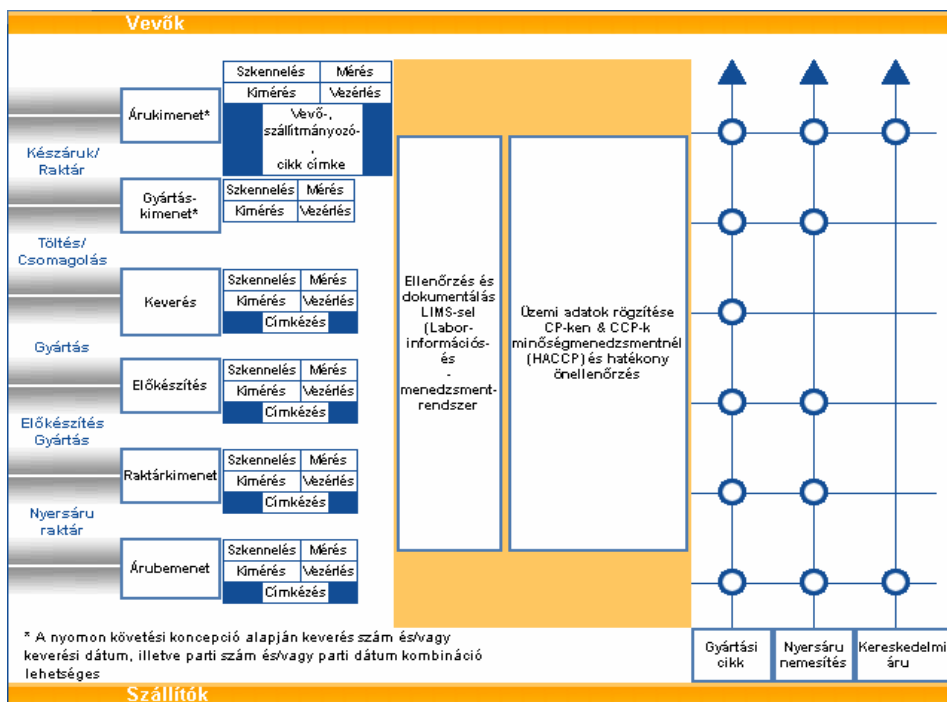 Vevők
Készáruk/
Raktár
Töltés/
Csomagolás
Gyártás
Előkészítés
Gyártás
Nyersáru
raktár
Árukimenet*
Szkennelés Mérés
Kimérés Vezérlés
Vevő-,
szállítmányozó-
,
cikk címke
Gyártás-
kimenet*
Szkennelés Mérés
Kimérés Vezérlés
Keverés
Szkennelés Mérés
Kimérés Vezérlés
Címkézés
Előkészítés
Szkennelés Mérés
Kimérés Vezérlés
Címkézés
Raktárkimenet
Szkennelés Mérés
Kimérés Vezérlés
Címkézés
Árubemenet
Szkennelés Mérés
Kimérés Vezérlés
Címkézés
Ellenőrzés és
dokumentálás
LIMS-sel
(Labor-
információs-
és
-
menedzsment-
rendszer
Üzemi adatok rögzítése
CP-ken & CCP-k
minőségmenedzsmentnél
(HACCP) és hatékony
önellenőrzés
Gyártási
cikk
Nyersáru
nemesítés
Kereskedelmi
áru
* A nyomon követési koncepció alapján keverés szám és/vagy
keverési dátum, illetve parti szám és/vagy parti dátum kombináció
lehetséges
Szállítók